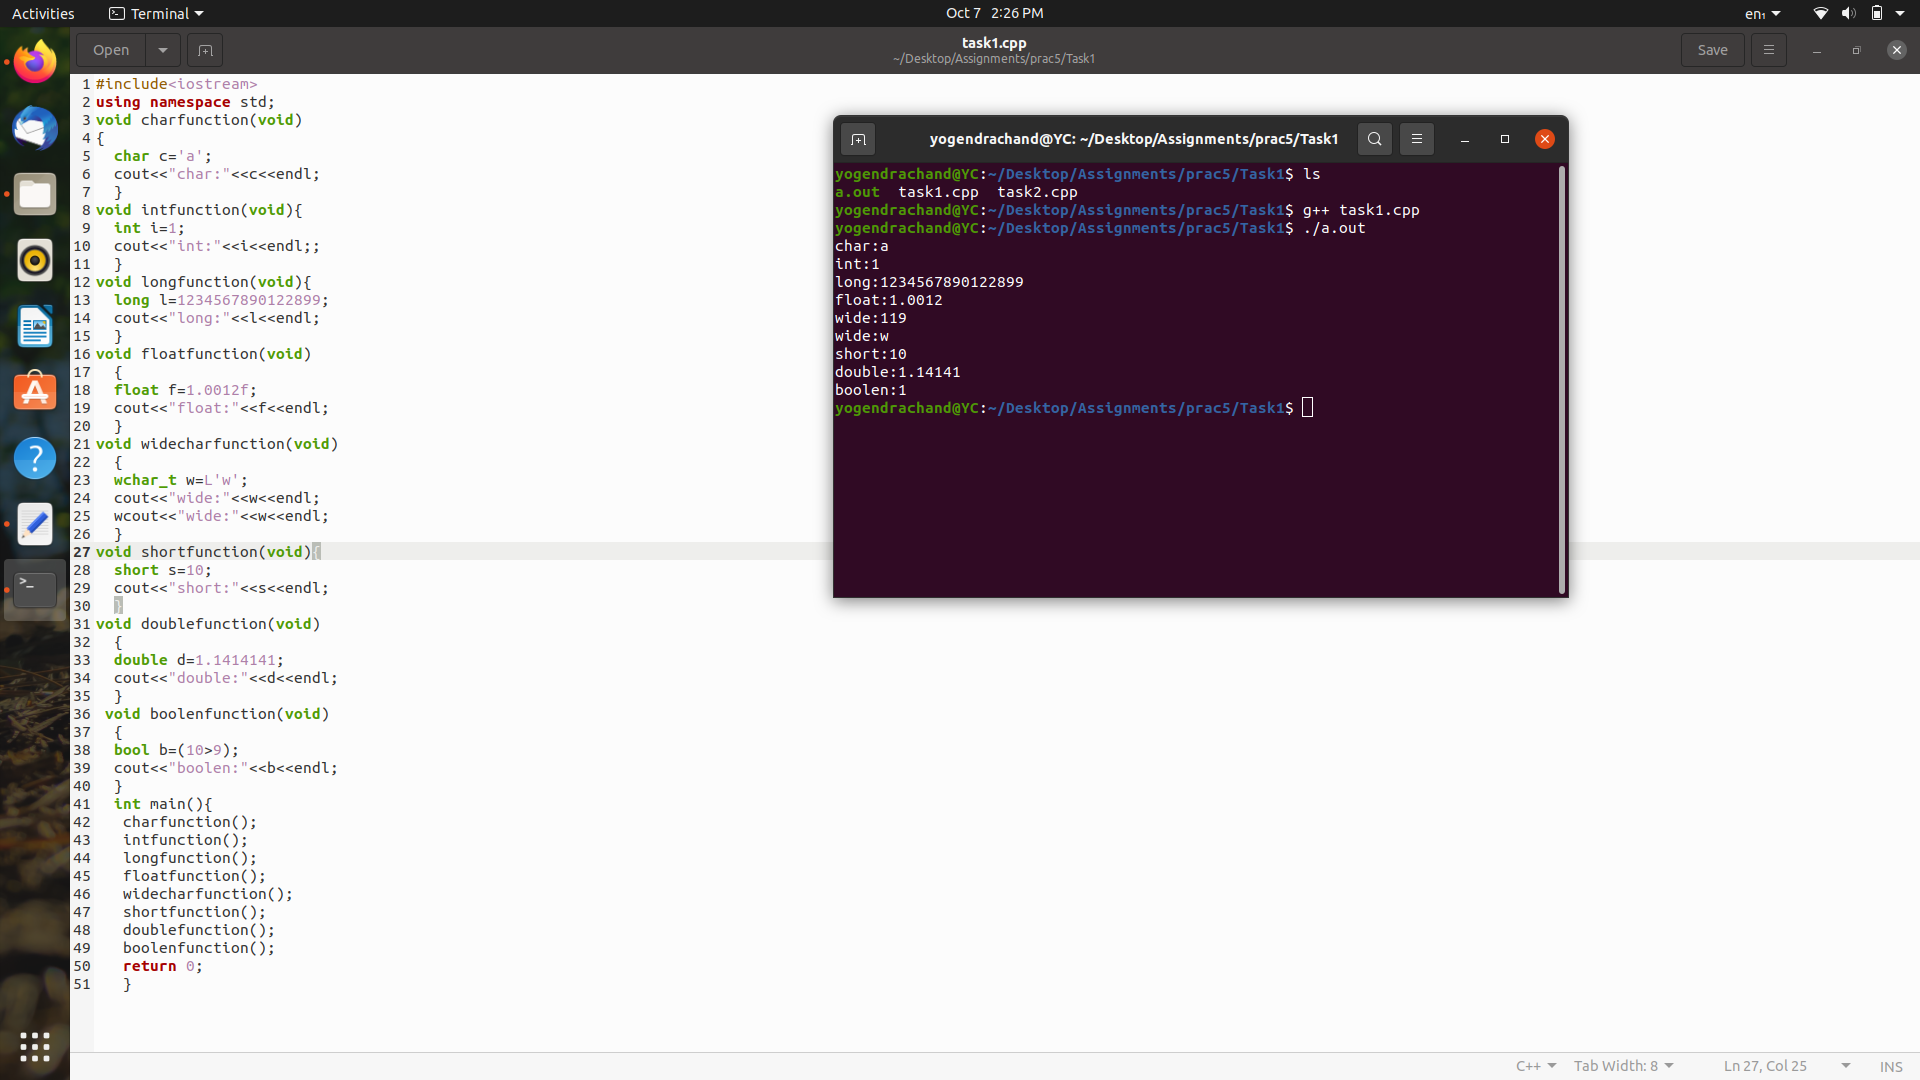 Activities
Terminal
Oct 7 2:26 PM
en₁
Open
task1.cpp
~/Desktop/Assignments/prac5/Task1
Save
1 #include<iostream>
2 using namespace std;
3 void charfunction(void)
4 {
5 char c='a';
6 cout<<"char:"<<c<<endl;
7 }
8 void intfunction(void){
9 int i=1;
10 cout<<"int:"<<i<<endl;;
11 }
12 void longfunction(void){
13 long l=1234567890122899;
14 cout<<"long:"<<l<<endl;
15 }
16 void floatfunction(void)
17 {
18 float f=1.0012f;
19 cout<<"float:"<<f<<endl;
20 }
21 void widecharfunction(void)
22 {
23 wchar_t w=L'w';
24 cout<<"wide:"<<w<<endl;
25 wcout<<"wide:"<<w<<endl;
26 }
27 void shortfunction(void){
28 short s=10;
29 cout<<"short:"<<s<<endl;
30 }
31 void doublefunction(void)
32 {
33 double d=1.1414141;
34 cout<<"double:"<<d<<endl;
35 }
36 void boolenfunction(void)
37 {
38 bool b=(10>9);
39 cout<<"boolen:"<<b<<endl;
40 }
41 int main(){
42 charfunction();
43 intfunction();
44 longfunction();
45 floatfunction();
46 widecharfunction();
47 shortfunction();
48 doublefunction();
49 boolenfunction();
50 return 0;
51 }
yogendrachand@YC: ~/Desktop/Assignments/prac5/Task1
yogendrachand@YC:~/Desktop/Assignments/prac5/Task1$ ls
a.out task1.cpp task2.cpp
yogendrachand@YC:~/Desktop/Assignments/prac5/Task1$ g++ task1.cpp
yogendrachand@YC:~/Desktop/Assignments/prac5/Task1$ ./a.out
char:a
int:1
long:1234567890122899
float:1.0012
wide:119
wide:w
short:10
double:1.14141
boolen:1
yogendrachand@YC:~/Desktop/Assignments/prac5/Task1$
C++
Tab Width: 8
Ln 27, Col 25
INS